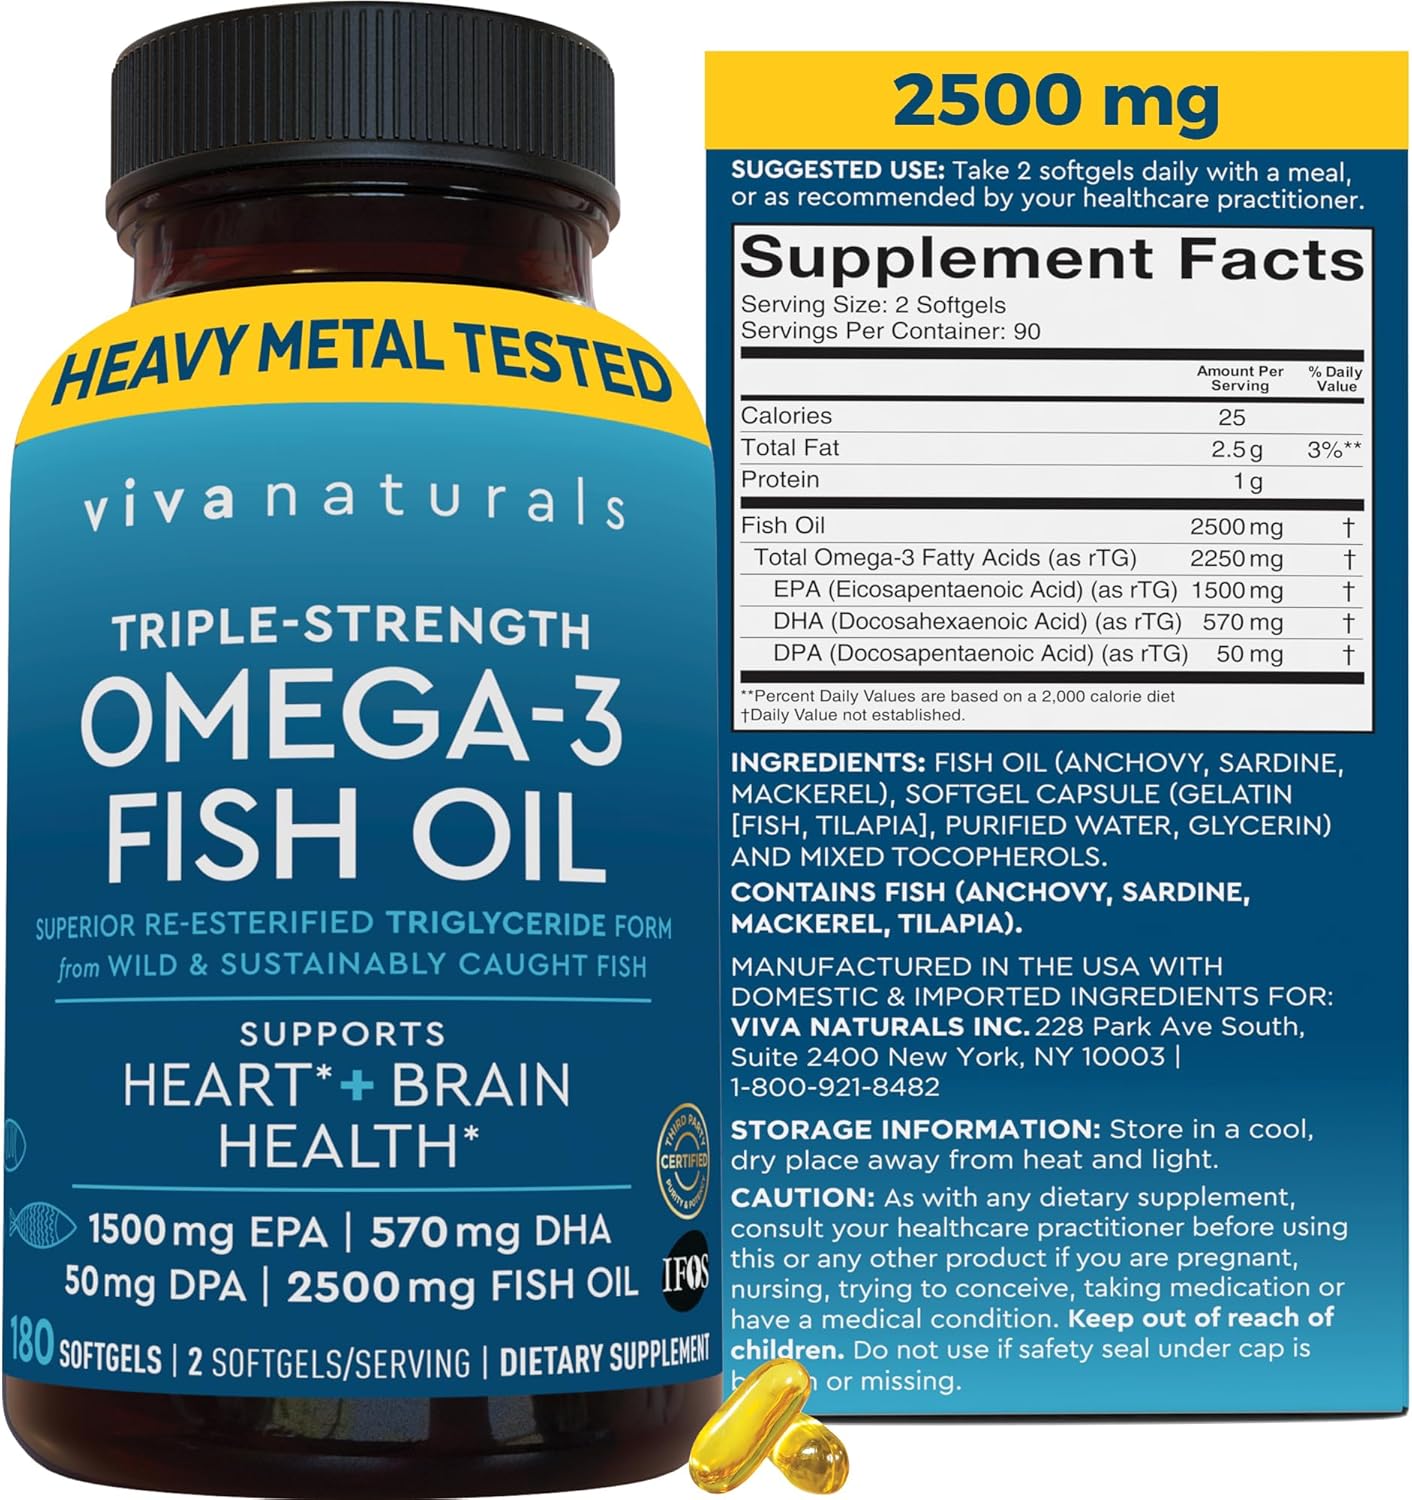 HEAVY METAL TESTED
viva naturals
TRIPLE-STRENGTH
OMEGA-3
FISH OIL
SUPERIOR RE-ESTERIFIED TRIGLYCERIDE FORM
from WILD & SUSTAINABLY CAUGHT FISH
SUPPORTS
HEART* + BRAIN
HEALTH*
THIRD PARTY
CERTIFIED
PURITY &
1500 mg EPA | 570 mg DHA
50 mg DPA | 2500 mg FISH OIL
IFOS
180 SOFTGELS | 2 SOFTGELS/SERVING | DIETARY SUPPLEMENT
2500 mg
SUGGESTED USE: Take 2 softgels daily with a meal,
or as recommended by your healthcare practitioner.
Supplement Facts
Serving Size: 2 Softgels
Servings Per Container: 90
Amount Per Serving % Daily Value
Calories 25
Total Fat 2.5 g 3%**
Protein 1 g
Fish Oil 2500 mg †
Total Omega-3 Fatty Acids (as rTG) 2250 mg †
EPA (Eicosapentaenoic Acid) (as rTG) 1500 mg †
DHA (Docosahexaenoic Acid) (as rTG) 570 mg †
DPA (Docosapentaenoic Acid) (as rTG) 50 mg †
**Percent Daily Values are based on a 2,000 calorie diet
†Daily Value not established.
INGREDIENTS: FISH OIL (ANCHOVY, SARDINE,
MACKEREL), SOFTGEL CAPSULE (GELATIN
[FISH, TILAPIA], PURIFIED WATER, GLYCERIN)
AND MIXED TOCOPHEROLS.
CONTAINS FISH (ANCHOVY, SARDINE,
MACKEREL, TILAPIA).
MANUFACTURED IN THE USA WITH
DOMESTIC & IMPORTED INGREDIENTS FOR:
VIVA NATURALS INC. 228 Park Ave South,
Suite 2400 New York, NY 10003 |
1-800-921-8482
STORAGE INFORMATION: Store in a cool,
dry place away from heat and light.
CAUTION: As with any dietary supplement,
consult your healthcare practitioner before using
this or any other product if you are pregnant,
nursing, trying to conceive, taking medication or
have a medical condition. Keep out of reach of
children. Do not use if safety seal under cap is
or missing.